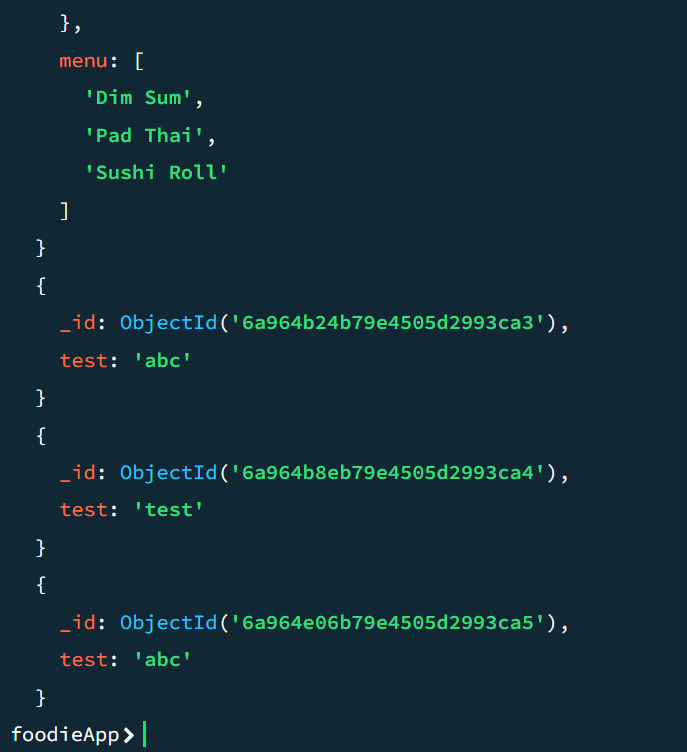 },
menu: [
'Dim Sum',
'Pad Thai',
'Sushi Roll'
]
}
{
_id: ObjectId('6a964b24b79e4505d2993ca3'),
test: 'abc'
}
{
_id: ObjectId('6a964b8eb79e4505d2993ca4'),
test: 'test'
}
{
_id: ObjectId('6a964e06b79e4505d2993ca5'),
test: 'abc'
}
foodieApp>